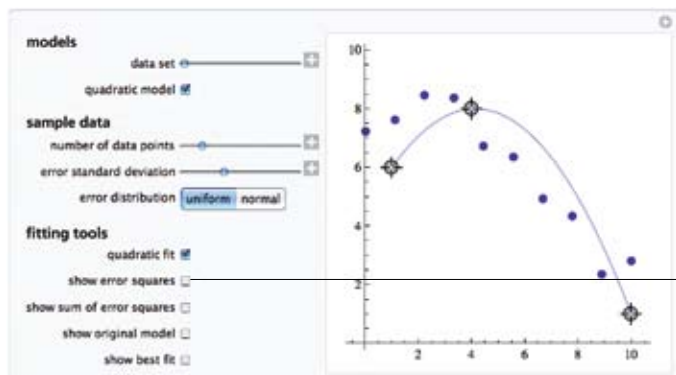 models
data set
quadratic model
sample data
number of data points
error standard deviation
error distribution uniform normal
fitting tools
quadratic fit
show error squares
show sum of error squares
show original model
show best fit
10
8
6
4
2
2 4 6 8 10